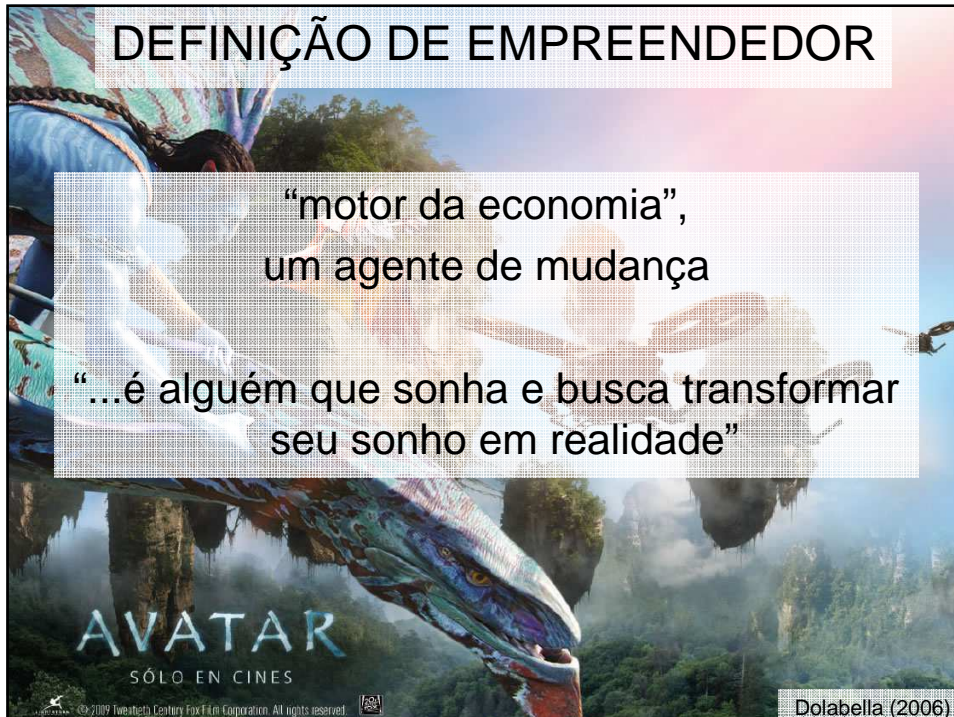 DEFINIÇÃO DE EMPREENDEDOR
“motor da economia”,
um agente de mudança
“...é alguém que sonha e busca transformar
seu sonho em realidade”
AVATAR
SÓLO EN CINES
© 2009 Twentieth Century Fox Film Corporation. All rights reserved.
Dolabella (2006)